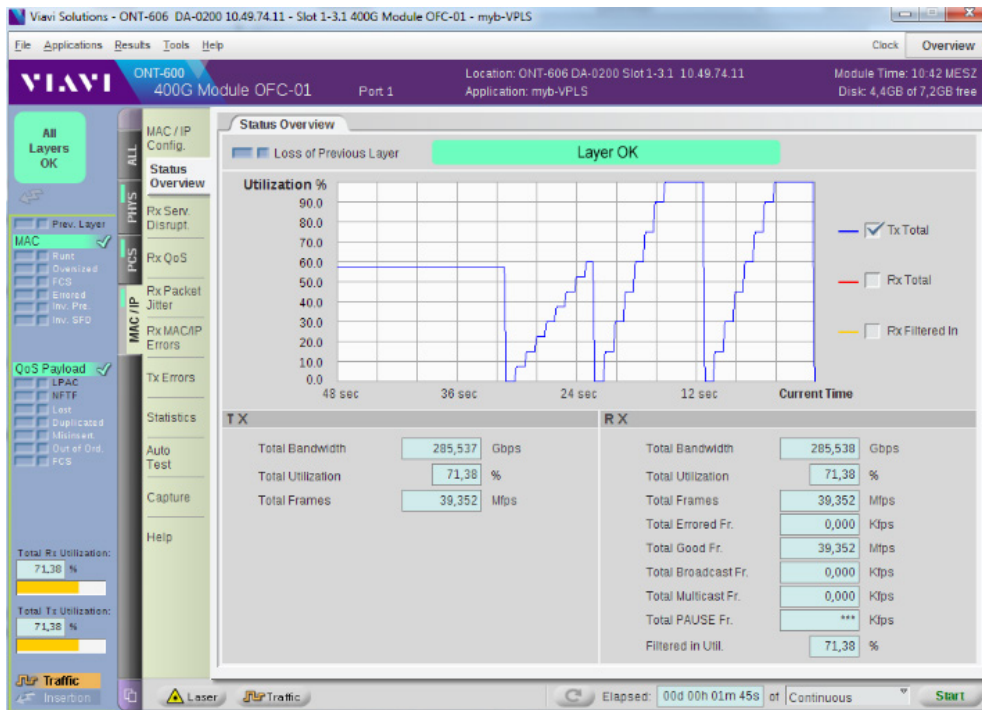 Viavi Solutions - ONT-606 DA-0200 10.49.74.11 - Slot 1-3.1 400G Module OFC-01 - myb-VPLS
File Applications Results Tools Help
Clock Overview
VIAVI
ONT-600
400G Module OFC-01 Port 1
Location: ONT-606 DA-0200 Slot 1-3.1 10.49.74.11
Application: myb-VPLS
Module Time: 10:42 MESZ
Disk: 4,4GB of 7,2GB free
All
Layers
OK
Prev. Layer
MAC
Runt
Oversized
FCS
Errored
Inv. Pre.
Inv. SFD
QoS Payload
LPAC
NFTF
Lost
Duplicated
Misinsert.
Out of Ord.
FCS
Total Rx Utilization:
71,38 %
Total Tx Utilization:
71,38 %
Traffic
Insertion
ALL
PHYS
PCS
MAC / IP
MAC / IP
Config.
Status
Overview
Rx Serv.
Disrupt.
Rx QoS
Rx Packet
Jitter
Rx MAC/IP
Errors
Tx Errors
Statistics
Auto
Test
Capture
Help
Status Overview
Loss of Previous Layer
Layer OK
Utilization %
90.0
80.0
70.0
60.0
50.0
40.0
30.0
20.0
10.0
0.0
48 sec 36 sec 24 sec 12 sec Current Time
Tx Total
Rx Total
Rx Filtered In
TX
Total Bandwidth 285,537 Gbps
Total Utilization 71,38 %
Total Frames 39,352 Mfps
RX
Total Bandwidth 285,538 Gbps
Total Utilization 71,38 %
Total Frames 39,352 Mfps
Total Errored Fr. 0,000 Kfps
Total Good Fr. 39,352 Mfps
Total Broadcast Fr. 0,000 Kfps
Total Multicast Fr. 0,000 Kfps
Total PAUSE Fr. *** Kfps
Filtered in Util. 71,38 %
Laser Traffic
Elapsed: 00d 00h 01m 45s of Continuous Start